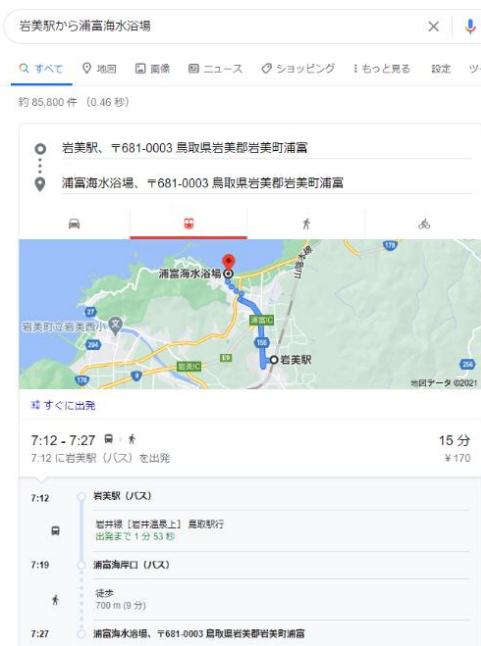 岩美駅から浦富海水浴場
すべて 地図 画像 ニュース ショッピング もっと見る 設定 ツー
約 85,800 件 （0.46 秒）
岩美駅、〒681-0003 鳥取県岩美郡岩美町浦富
浦富海水浴場、〒681-0003 鳥取県岩美郡岩美町浦富
178
浦富海水浴場
27
岩美町立岩美西小
浦富IC
155
294
岩美IC
E9
岩美駅
178
9
256
地図データ ©2021
すぐに出発
7:12 - 7:27 15 分
7:12 に岩美駅（バス）を出発 ¥ 170
7:12 岩美駅（バス）
岩井線［岩井温泉上］ 鳥取駅行
出発まで 1 分 53 秒
7:19 浦富海岸口（バス）
徒歩
700 m (9 分)
7:27 浦富海水浴場、〒681-0003 鳥取県岩美郡岩美町浦富